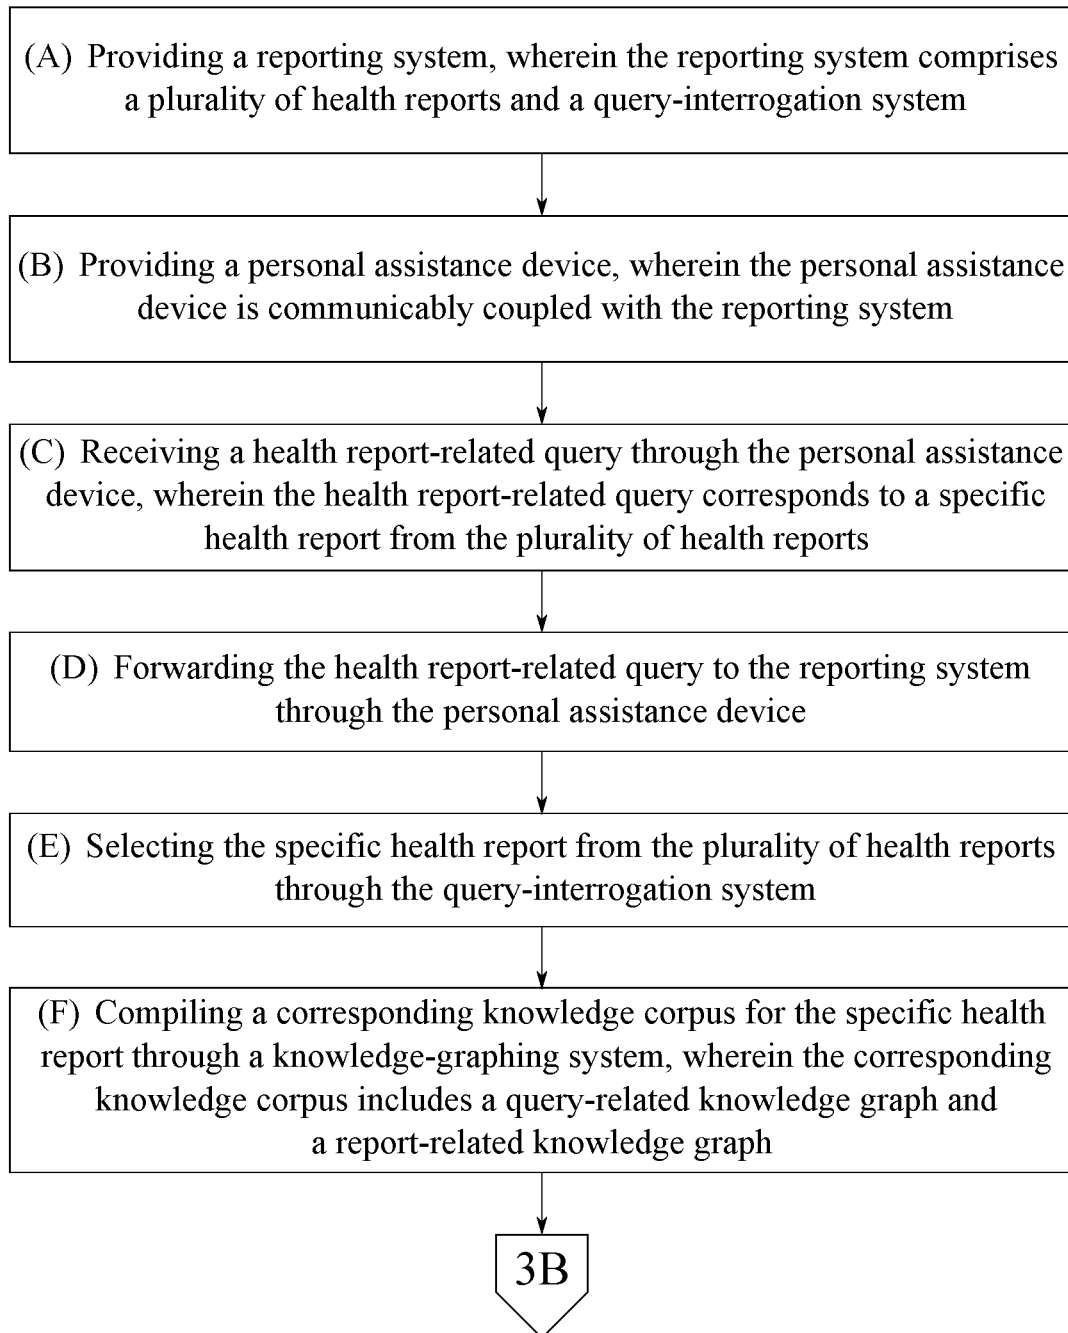 (A) Providing a reporting system, wherein the reporting system comprises
a plurality of health reports and a query-interrogation system
(B) Providing a personal assistance device, wherein the personal assistance
device is communicably coupled with the reporting system
(C) Receiving a health report-related query through the personal assistance
device, wherein the health report-related query corresponds to a specific
health report from the plurality of health reports
(D) Forwarding the health report-related query to the reporting system
through the personal assistance device
(E) Selecting the specific health report from the plurality of health reports
through the query-interrogation system
(F) Compiling a corresponding knowledge corpus for the specific health
report through a knowledge-graphing system, wherein the corresponding
knowledge corpus includes a query-related knowledge graph and
a report-related knowledge graph
3B